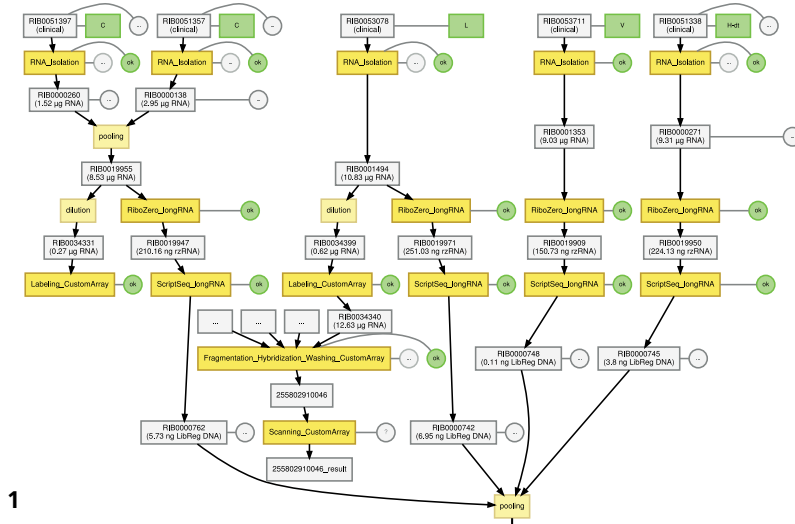 RIB0051397
(clinical)
C
...
RIB0051357
(clinical)
C
...
RIB0053078
(clinical)
L
RIB0053711
(clinical)
V
RIB0051338
(clinical)
H-dt
...
RNA_Isolation
...
ok
RNA_Isolation
...
ok
RNA_Isolation
...
ok
RNA_Isolation
ok
RNA_Isolation
...
ok
RIB0000260
(1.52 µg RNA)
...
RIB0000138
(2.95 µg RNA)
...
pooling
RIB0001353
(9.03 µg RNA)
RIB0000271
(9.31 µg RNA)
...
RIB0019955
(8.53 µg RNA)
RIB0001494
(10.83 µg RNA)
dilution
RiboZero_longRNA
ok
dilution
RiboZero_longRNA
ok
RiboZero_longRNA
ok
RiboZero_longRNA
ok
RIB0034331
(0.27 µg RNA)
RIB0019947
(210.16 ng rzRNA)
RIB0034399
(0.62 µg RNA)
RIB0019971
(251.03 ng rzRNA)
RIB0019909
(150.73 ng rzRNA)
RIB0019950
(224.13 ng rzRNA)
Labeling_CustomArray
ok
ScriptSeq_longRNA
ok
Labeling_CustomArray
ok
ScriptSeq_longRNA
ok
ScriptSeq_longRNA
ok
ScriptSeq_longRNA
ok
...
...
...
RIB0034340
(12.63 µg RNA)
Fragmentation_Hybridization_Washing_CustomArray
...
ok
RIB0000748
(0.11 ng LibReg DNA)
...
RIB0000745
(3.8 ng LibReg DNA)
...
255802910046
RIB0000762
(5.73 ng LibReg DNA)
...
Scanning_CustomArray
?
RIB0000742
(6.95 ng LibReg DNA)
...
255802910046_result
1
pooling